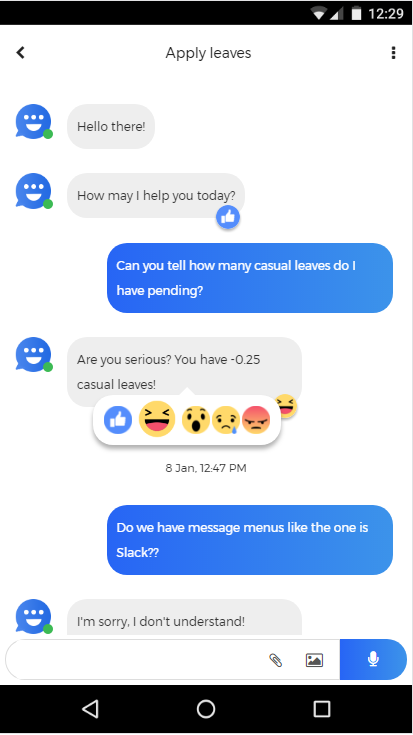 12:29
Apply leaves
Hello there!
How may I help you today?
Can you tell how many casual leaves do I
have pending?
Are you serious? You have -0.25
casual leaves!
8 Jan, 12:47 PM
Do we have message menus like the one is
Slack??
I'm sorry, I don't understand!